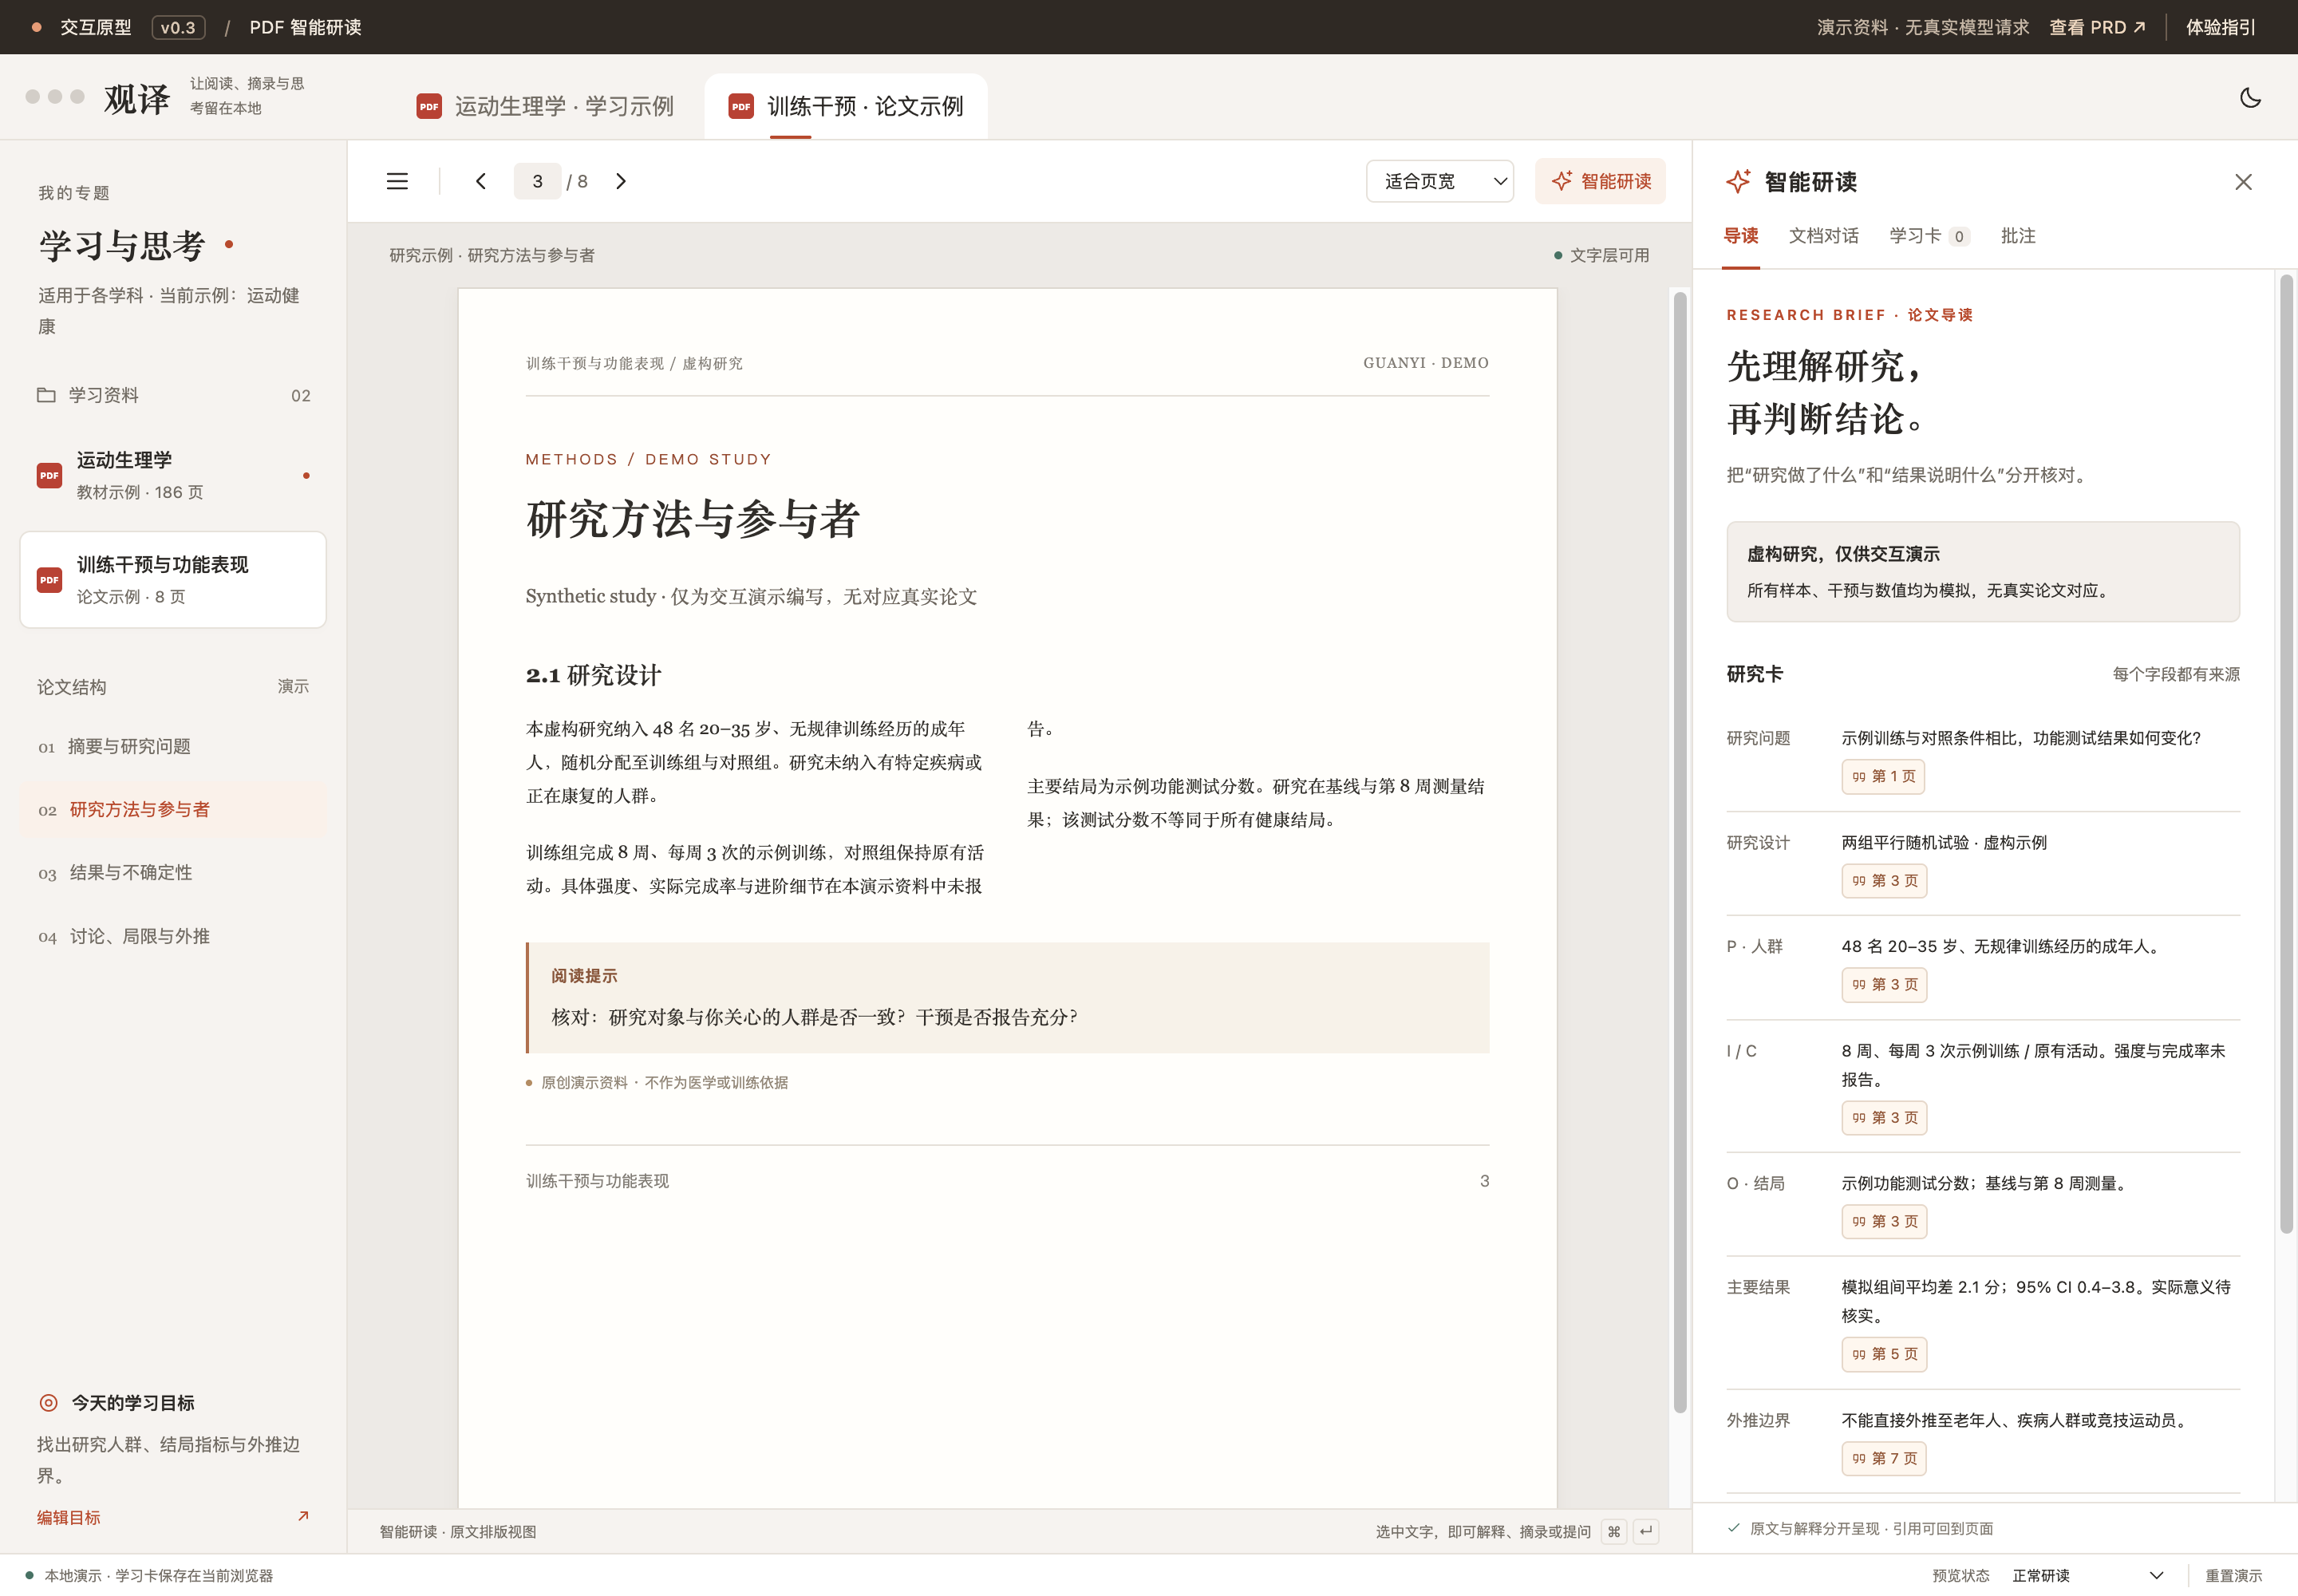 交互原型 v0.3 / PDF 智能研读
演示资料 · 无真实模型请求 查看 PRD ↗ 体验指引
观译
让阅读、摘录与思
考留在本地
PDF 运动生理学 · 学习示例
PDF 训练干预 · 论文示例
我的专题
学习与思考
适用于各学科 · 当前示例：运动健
康
学习资料 02
PDF
运动生理学
教材示例 · 186 页
PDF
训练干预与功能表现
论文示例 · 8 页
论文结构 演示
01 摘要与研究问题
02 研究方法与参与者
03 结果与不确定性
04 讨论、局限与外推
今天的学习目标
找出研究人群、结局指标与外推边
界。
编辑目标 ↗
3 / 8
适合页宽
智能研读
研究示例 · 研究方法与参与者
文字层可用
训练干预与功能表现 / 虚构研究
GUANYI · DEMO
METHODS / DEMO STUDY
研究方法与参与者
Synthetic study · 仅为交互演示编写，无对应真实论文
2.1 研究设计
本虚构研究纳入 48 名 20–35 岁、无规律训练经历的成年
人，随机分配至训练组与对照组。研究未纳入有特定疾病或
正在康复的人群。
训练组完成 8 周、每周 3 次的示例训练，对照组保持原有活
动。具体强度、实际完成率与进阶细节在本演示资料中未报
告。
主要结局为示例功能测试分数。研究在基线与第 8 周测量结
果；该测试分数不等同于所有健康结局。
阅读提示
核对：研究对象与你关心的人群是否一致？干预是否报告充分？
原创演示资料 · 不作为医学或训练依据
训练干预与功能表现 3
智能研读 · 原文排版视图
选中文字，即可解释、摘录或提问 ⌘ ↵
智能研读
导读 文档对话 学习卡 0 批注
RESEARCH BRIEF · 论文导读
先理解研究，
再判断结论。
把“研究做了什么”和“结果说明什么”分开核对。
虚构研究，仅供交互演示
所有样本、干预与数值均为模拟，无真实论文对应。
研究卡 每个字段都有来源
研究问题 示例训练与对照条件相比，功能测试结果如何变化？
第 1 页
研究设计 两组平行随机试验 · 虚构示例
第 3 页
P · 人群 48 名 20–35 岁、无规律训练经历的成年人。
第 3 页
I / C 8 周、每周 3 次示例训练 / 原有活动。强度与完成率未
报告。
第 3 页
O · 结局 示例功能测试分数；基线与第 8 周测量。
第 3 页
主要结果 模拟组间平均差 2.1 分；95% CI 0.4–3.8。实际意义待
核实。
第 5 页
外推边界 不能直接外推至老年人、疾病人群或竞技运动员。
第 7 页
原文与解释分开呈现 · 引用可回到页面
本地演示 · 学习卡保存在当前浏览器
预览状态 正常研读 重置演示